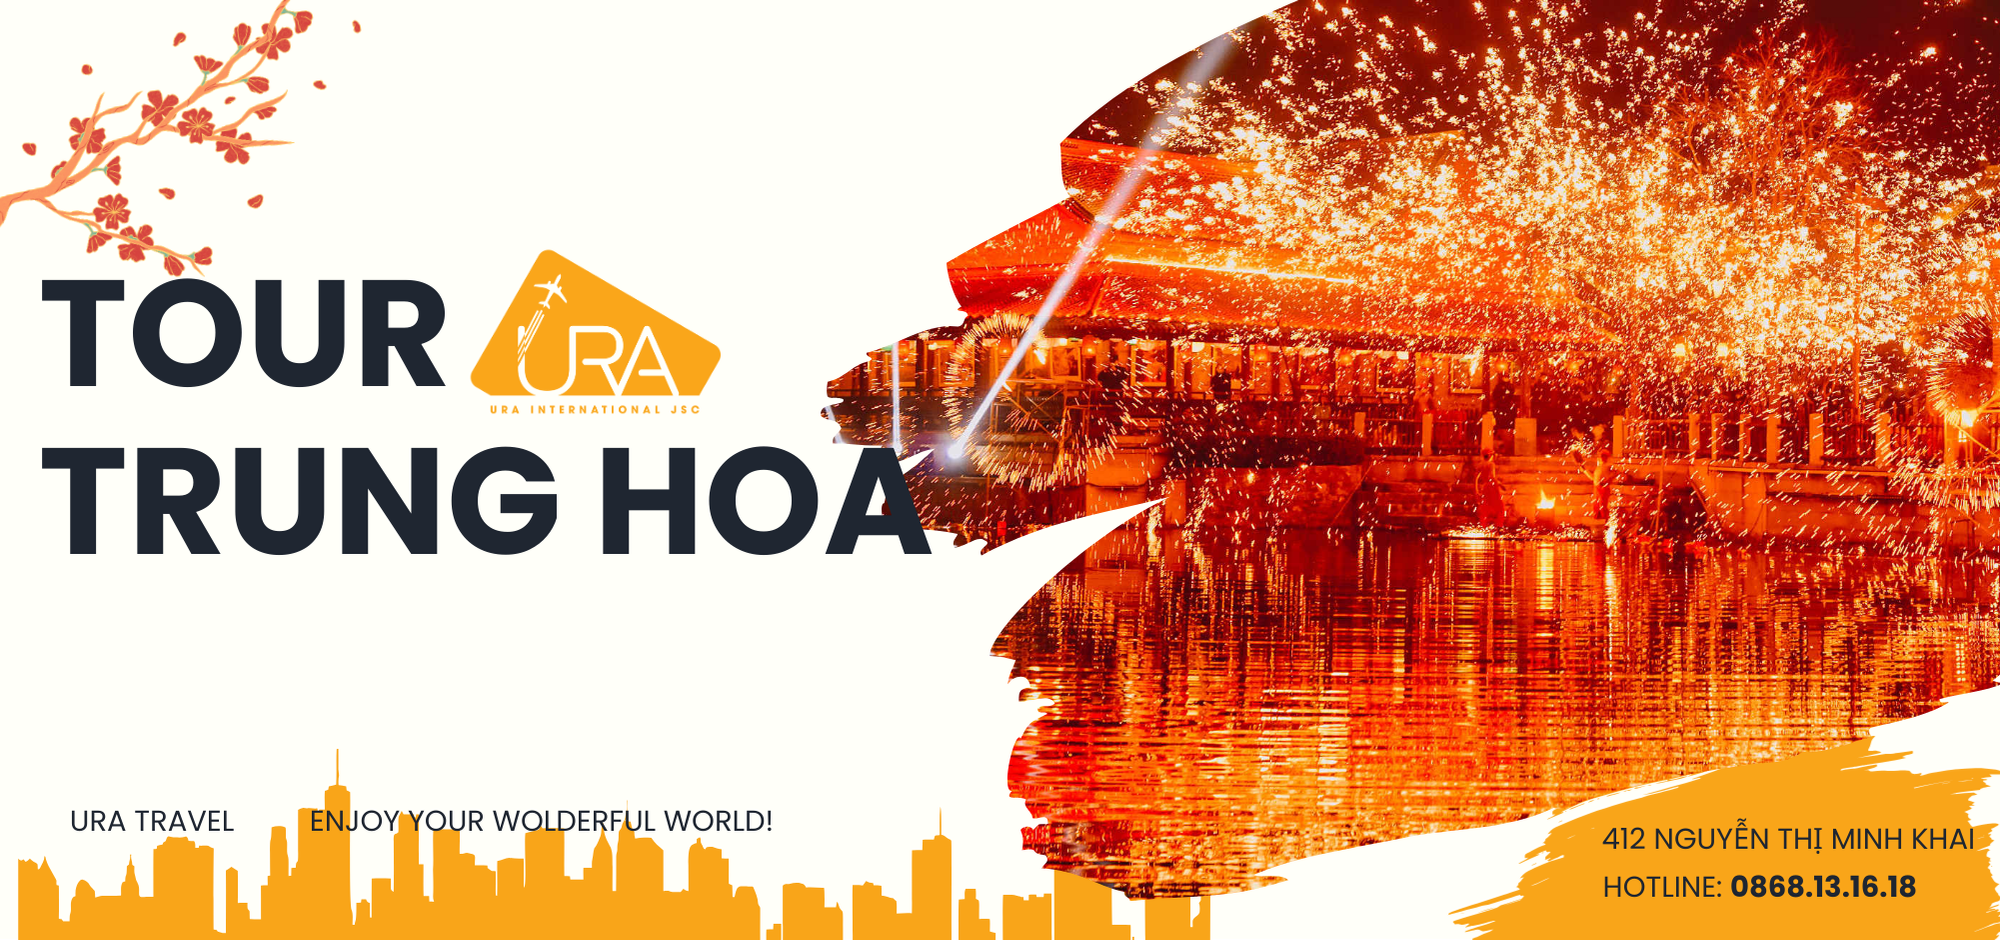 TOUR
URA
URA INTERNATIONAL JSC
TRUNG HOA
URA TRAVEL
ENJOY YOUR WOLDERFUL WORLD!
412 NGUYỄN THỊ MINH KHAI
HOTLINE: 0868.13.16.18